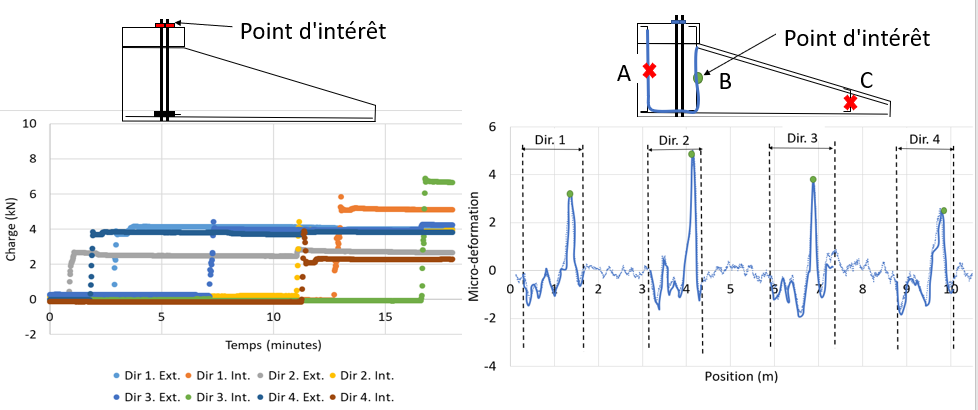 Point d'intérêt
Point d'intérêt
A
B
C
10
8
6
4
2
0
-2
0
5
10
15
Charge (kN)
Temps (minutes)
Dir 1. Ext.
Dir 1. Int.
Dir 2. Ext.
Dir 2. Int.
Dir 3. Ext.
Dir 3. Int.
Dir 4. Ext.
Dir 4. Int.
6
4
2
0
-2
-4
Dir. 1
Dir. 2
Dir. 3
Dir. 4
0
1
2
3
4
5
6
7
8
9
10
Micro-deformation
Position (m)